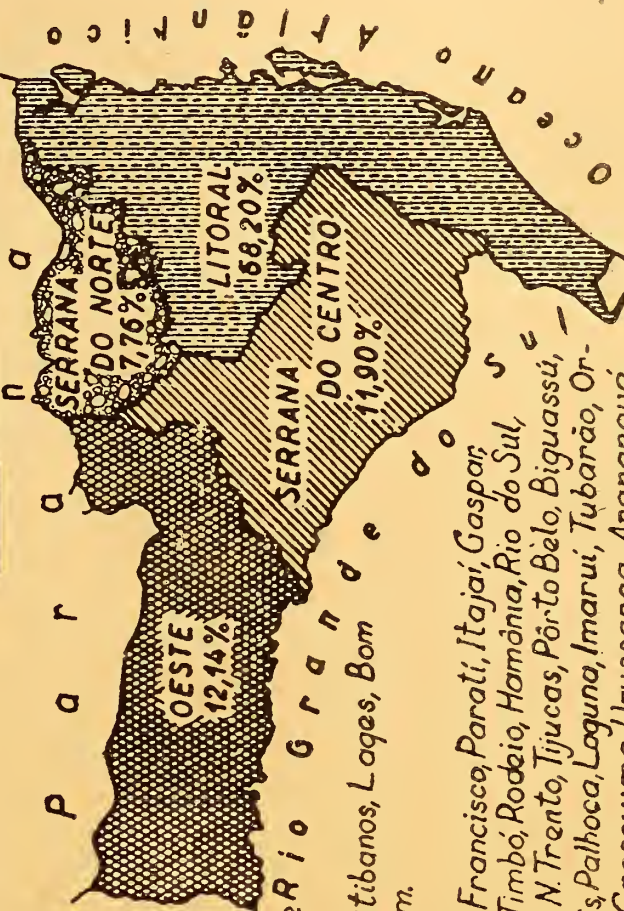 Paraná
Oceano Atlântico
SERRANA
DO NORTE
7,76%
LITORAL
68,20%
SERRANA
DO CENTRO
11,90%
OESTE
12,14%
Rio Grande do Sul
tibanos, Lages, Bom
m.
Francisco, Parati, Itajaí, Gaspar,
Timbó, Rodeio, Hamônia, Rio do Sul,
N. Trento, Tijucas, Pôrto Belo, Biguassú,
s, Palhoca, Laguna, Imaruí, Tubarão, Or-